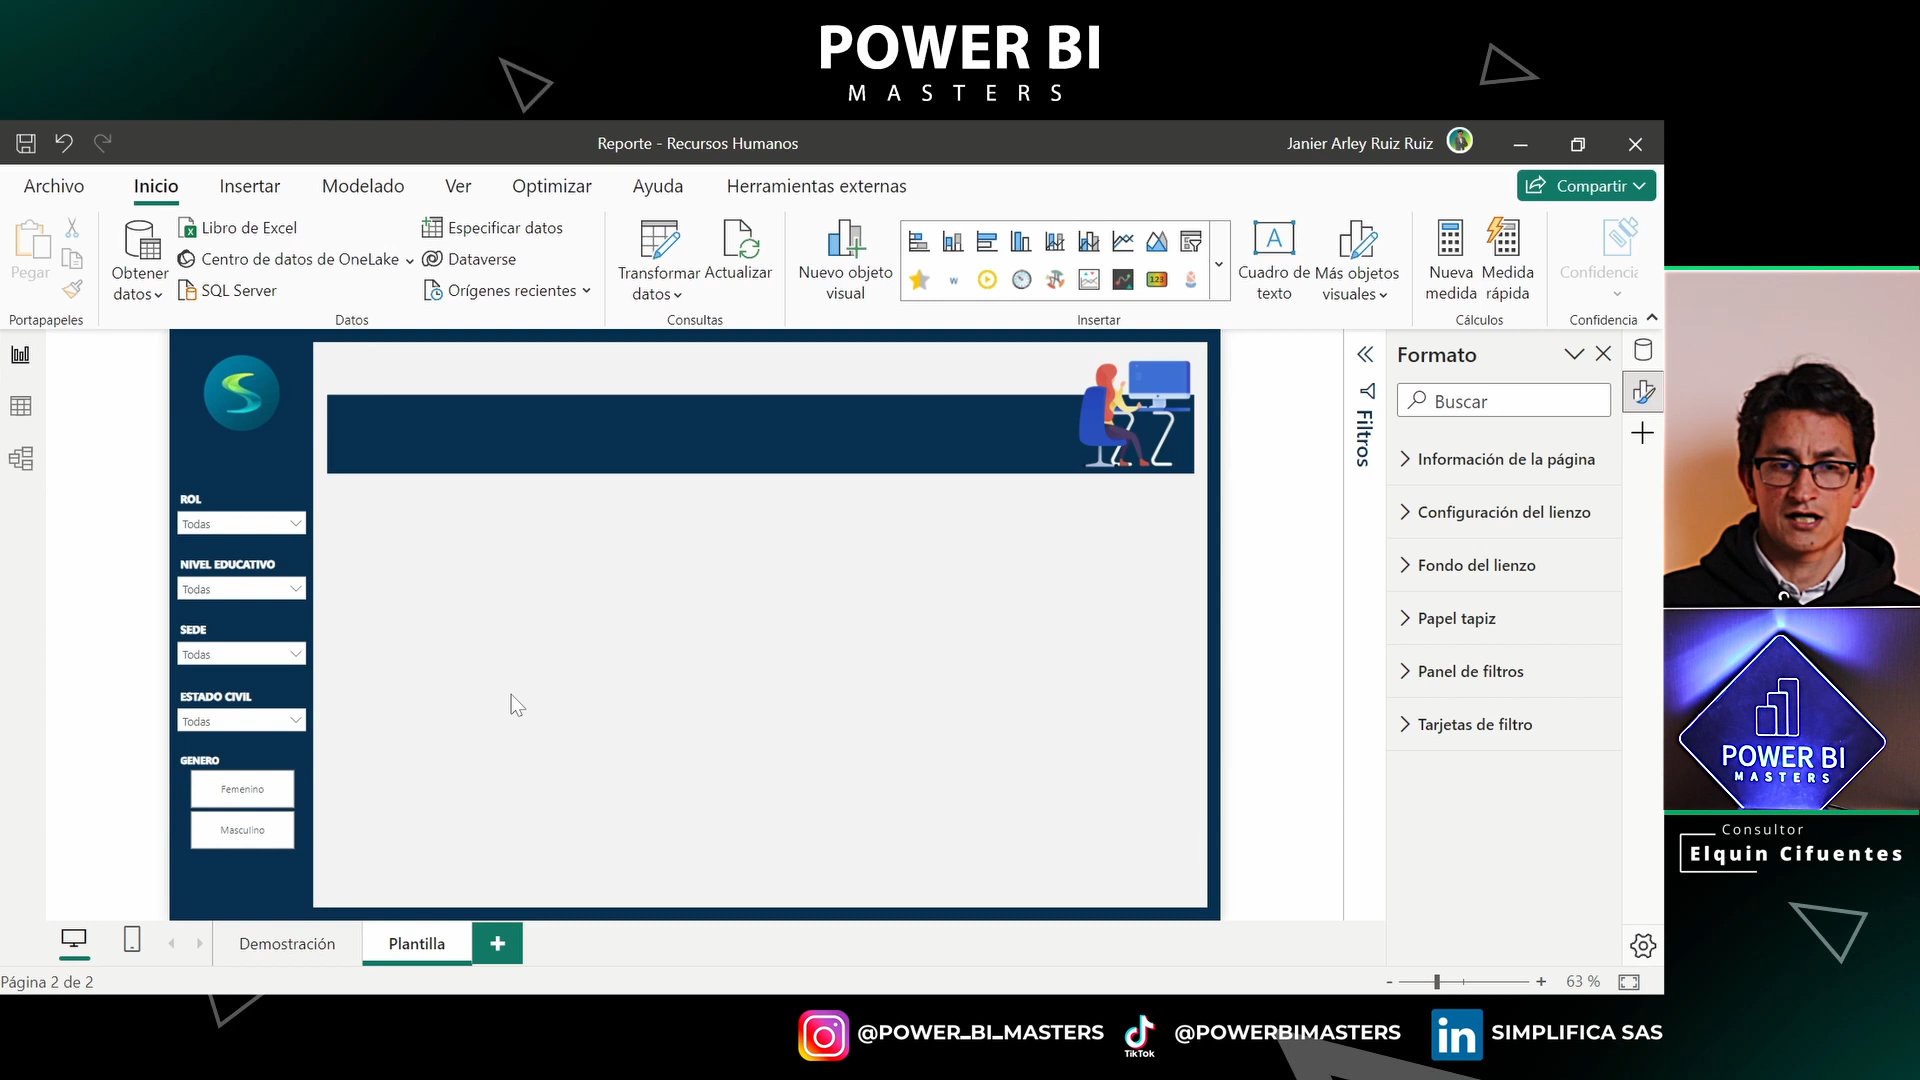 POWER BI
MASTERS
Reporte - Recursos Humanos
Janier Arley Ruiz Ruiz
Archivo
Inicio
Insertar
Modelado
Ver
Optimizar
Ayuda
Herramientas externas
Compartir
Pegar
Portapapeles
Obtener datos
Libro de Excel
Centro de datos de OneLake
SQL Server
Especificar datos
Dataverse
Orígenes recientes
Datos
Transformar datos
Actualizar
Consultas
Nuevo objeto visual
123
Cuadro de texto
Más objetos visuales
Insertar
Nueva medida
Medida rápida
Cálculos
Confidencia
Confidencia
ROL
Todas
NIVEL EDUCATIVO
Todas
SEDE
Todas
ESTADO CIVIL
Todas
GENERO
Femenino
Masculino
Filtros
Formato
Buscar
Información de la página
Configuración del lienzo
Fondo del lienzo
Papel tapiz
Panel de filtros
Tarjetas de filtro
Demostración
Plantilla
Página 2 de 2
63 %
POWER BI
MASTERS
Consultor
Elquin Cifuentes
@POWER_BI_MASTERS
TikTok
@POWERBIMASTERS
in
SIMPLIFICA SAS